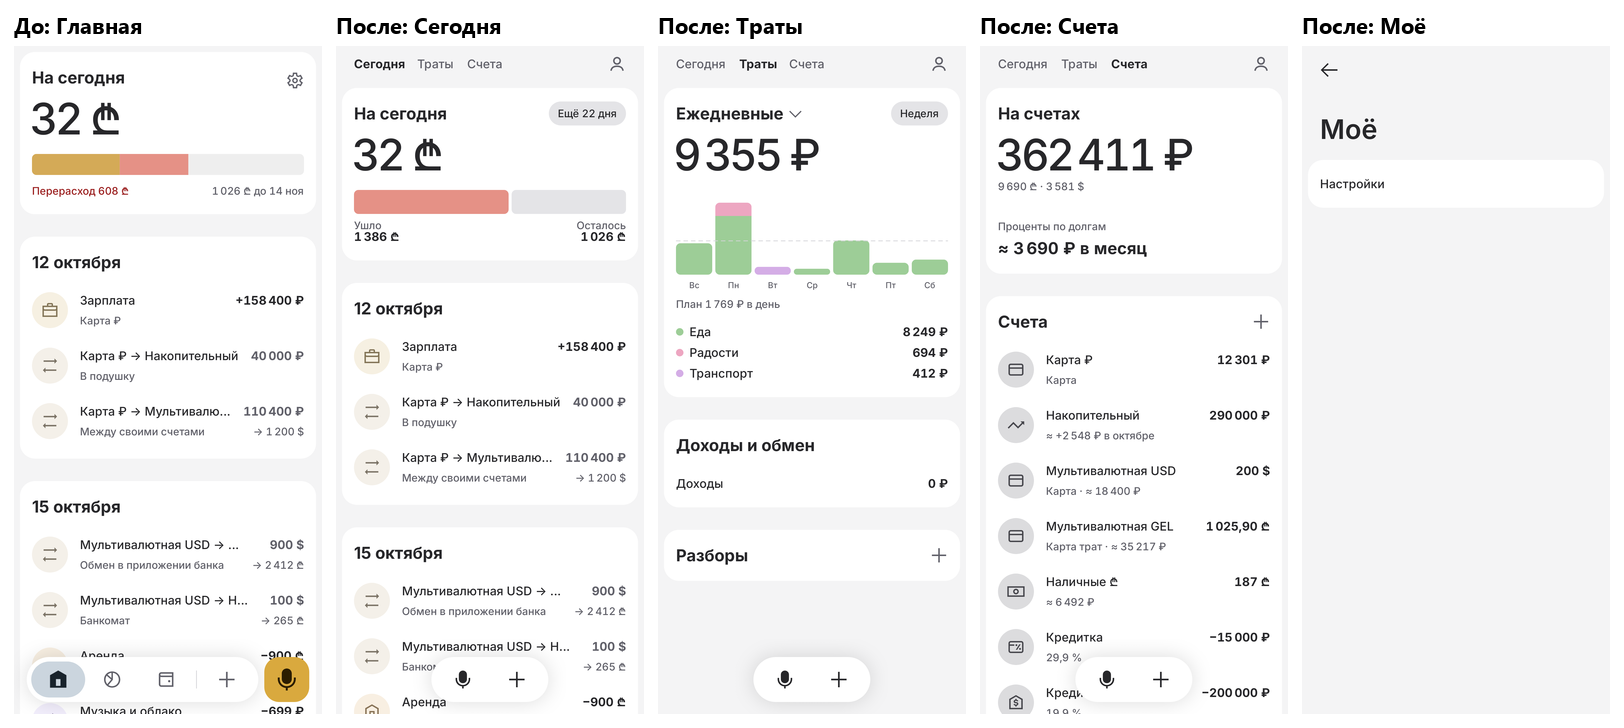 До: Главная
На сегодня
32 ₾
Перерасход 608 ₾
1 026 ₾ до 14 ноя
12 октября
Зарплата
+158 400 ₽
Карта ₽
Карта ₽ → Накопительный
40 000 ₽
В подушку
Карта ₽ → Мультивалю...
110 400 ₽
Между своими счетами
→ 1 200 $
15 октября
Мультивалютная USD → ...
900 $
Обмен в приложении банка
→ 2 412 ₾
Мультивалютная USD → Н...
100 $
Банкомат
→ 265 ₾
Аренда
−900 ₾
Музыка и облако
−699 ₽
После: Сегодня
Сегодня Траты Счета
На сегодня
Ещё 22 дня
32 ₾
Ушло
Осталось
1 386 ₾
1 026 ₾
12 октября
Зарплата
+158 400 ₽
Карта ₽
Карта ₽ → Накопительный
40 000 ₽
В подушку
Карта ₽ → Мультивалю...
110 400 ₽
Между своими счетами
→ 1 200 $
15 октября
Мультивалютная USD → ...
900 $
Обмен в приложении банка
→ 2 412 ₾
Мультивалютная USD → Н...
100 $
→ 265 ₾
Аренда
−900 ₾
После: Траты
Сегодня Траты Счета
Ежедневные
Неделя
9 355 ₽
Вс Пн Вт Ср Чт Пт Сб
План 1 769 ₽ в день
Еда
8 249 ₽
Радости
694 ₽
Транспорт
412 ₽
Доходы и обмен
Доходы
0 ₽
Разборы
После: Счета
Сегодня Траты Счета
На счетах
362 411 ₽
9 690 ₾ · 3 581 $
Проценты по долгам
≈ 3 690 ₽ в месяц
Счета
Карта ₽
12 301 ₽
Карта
Накопительный
290 000 ₽
≈ +2 548 ₽ в октябре
Мультивалютная USD
200 $
Карта · ≈ 18 400 ₽
Мультивалютная GEL
1 025,90 ₾
Карта трат · ≈ 35 217 ₽
Наличные ₾
187 ₾
≈ 6 492 ₽
Кредитка
−15 000 ₽
29,9 %
−200 000 ₽
19,9 %
После: Моё
Моё
Настройки